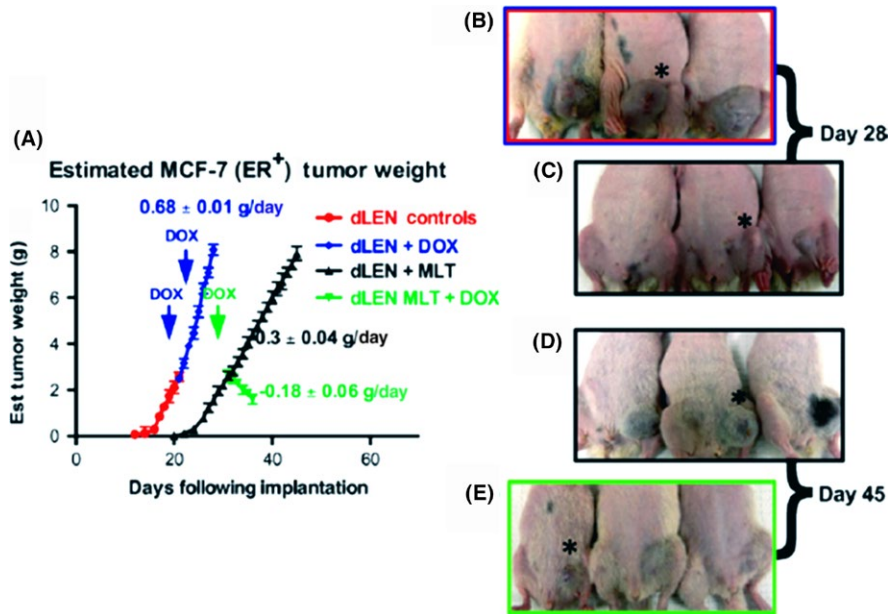 (A)
Estimated MCF-7 (ER+) tumor weight
0.68 ± 0.01 g/day
DOX
DOX
DOX
dLEN controls
dLEN + DOX
dLEN + MLT
dLEN MLT + DOX
0.3 ± 0.04 g/day
-0.18 ± 0.06 g/day
Est tumor weight (g)
10
8
6
4
2
0
0
20
40
60
Days following implantation
(B)
*
(C)
*
Day 28
(D)
*
(E)
*
Day 45